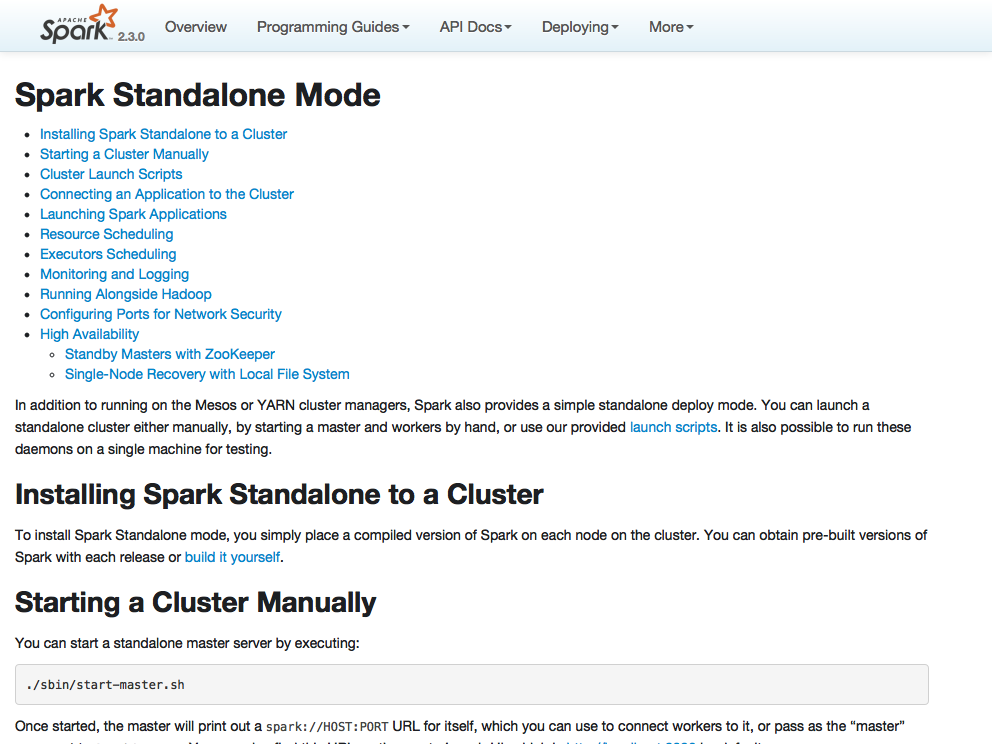 APACHE Spark 2.3.0 Overview Programming Guides API Docs Deploying More
Spark Standalone Mode
Installing Spark Standalone to a Cluster
Starting a Cluster Manually
Cluster Launch Scripts
Connecting an Application to the Cluster
Launching Spark Applications
Resource Scheduling
Executors Scheduling
Monitoring and Logging
Running Alongside Hadoop
Configuring Ports for Network Security
High Availability
Standby Masters with ZooKeeper
Single-Node Recovery with Local File System
In addition to running on the Mesos or YARN cluster managers, Spark also provides a simple standalone deploy mode. You can launch a
standalone cluster either manually, by starting a master and workers by hand, or use our provided launch scripts. It is also possible to run these
daemons on a single machine for testing.
Installing Spark Standalone to a Cluster
To install Spark Standalone mode, you simply place a compiled version of Spark on each node on the cluster. You can obtain pre-built versions of
Spark with each release or build it yourself.
Starting a Cluster Manually
You can start a standalone master server by executing:
./sbin/start-master.sh
Once started, the master will print out a spark://HOST:PORT URL for itself, which you can use to connect workers to it, or pass as the “master”